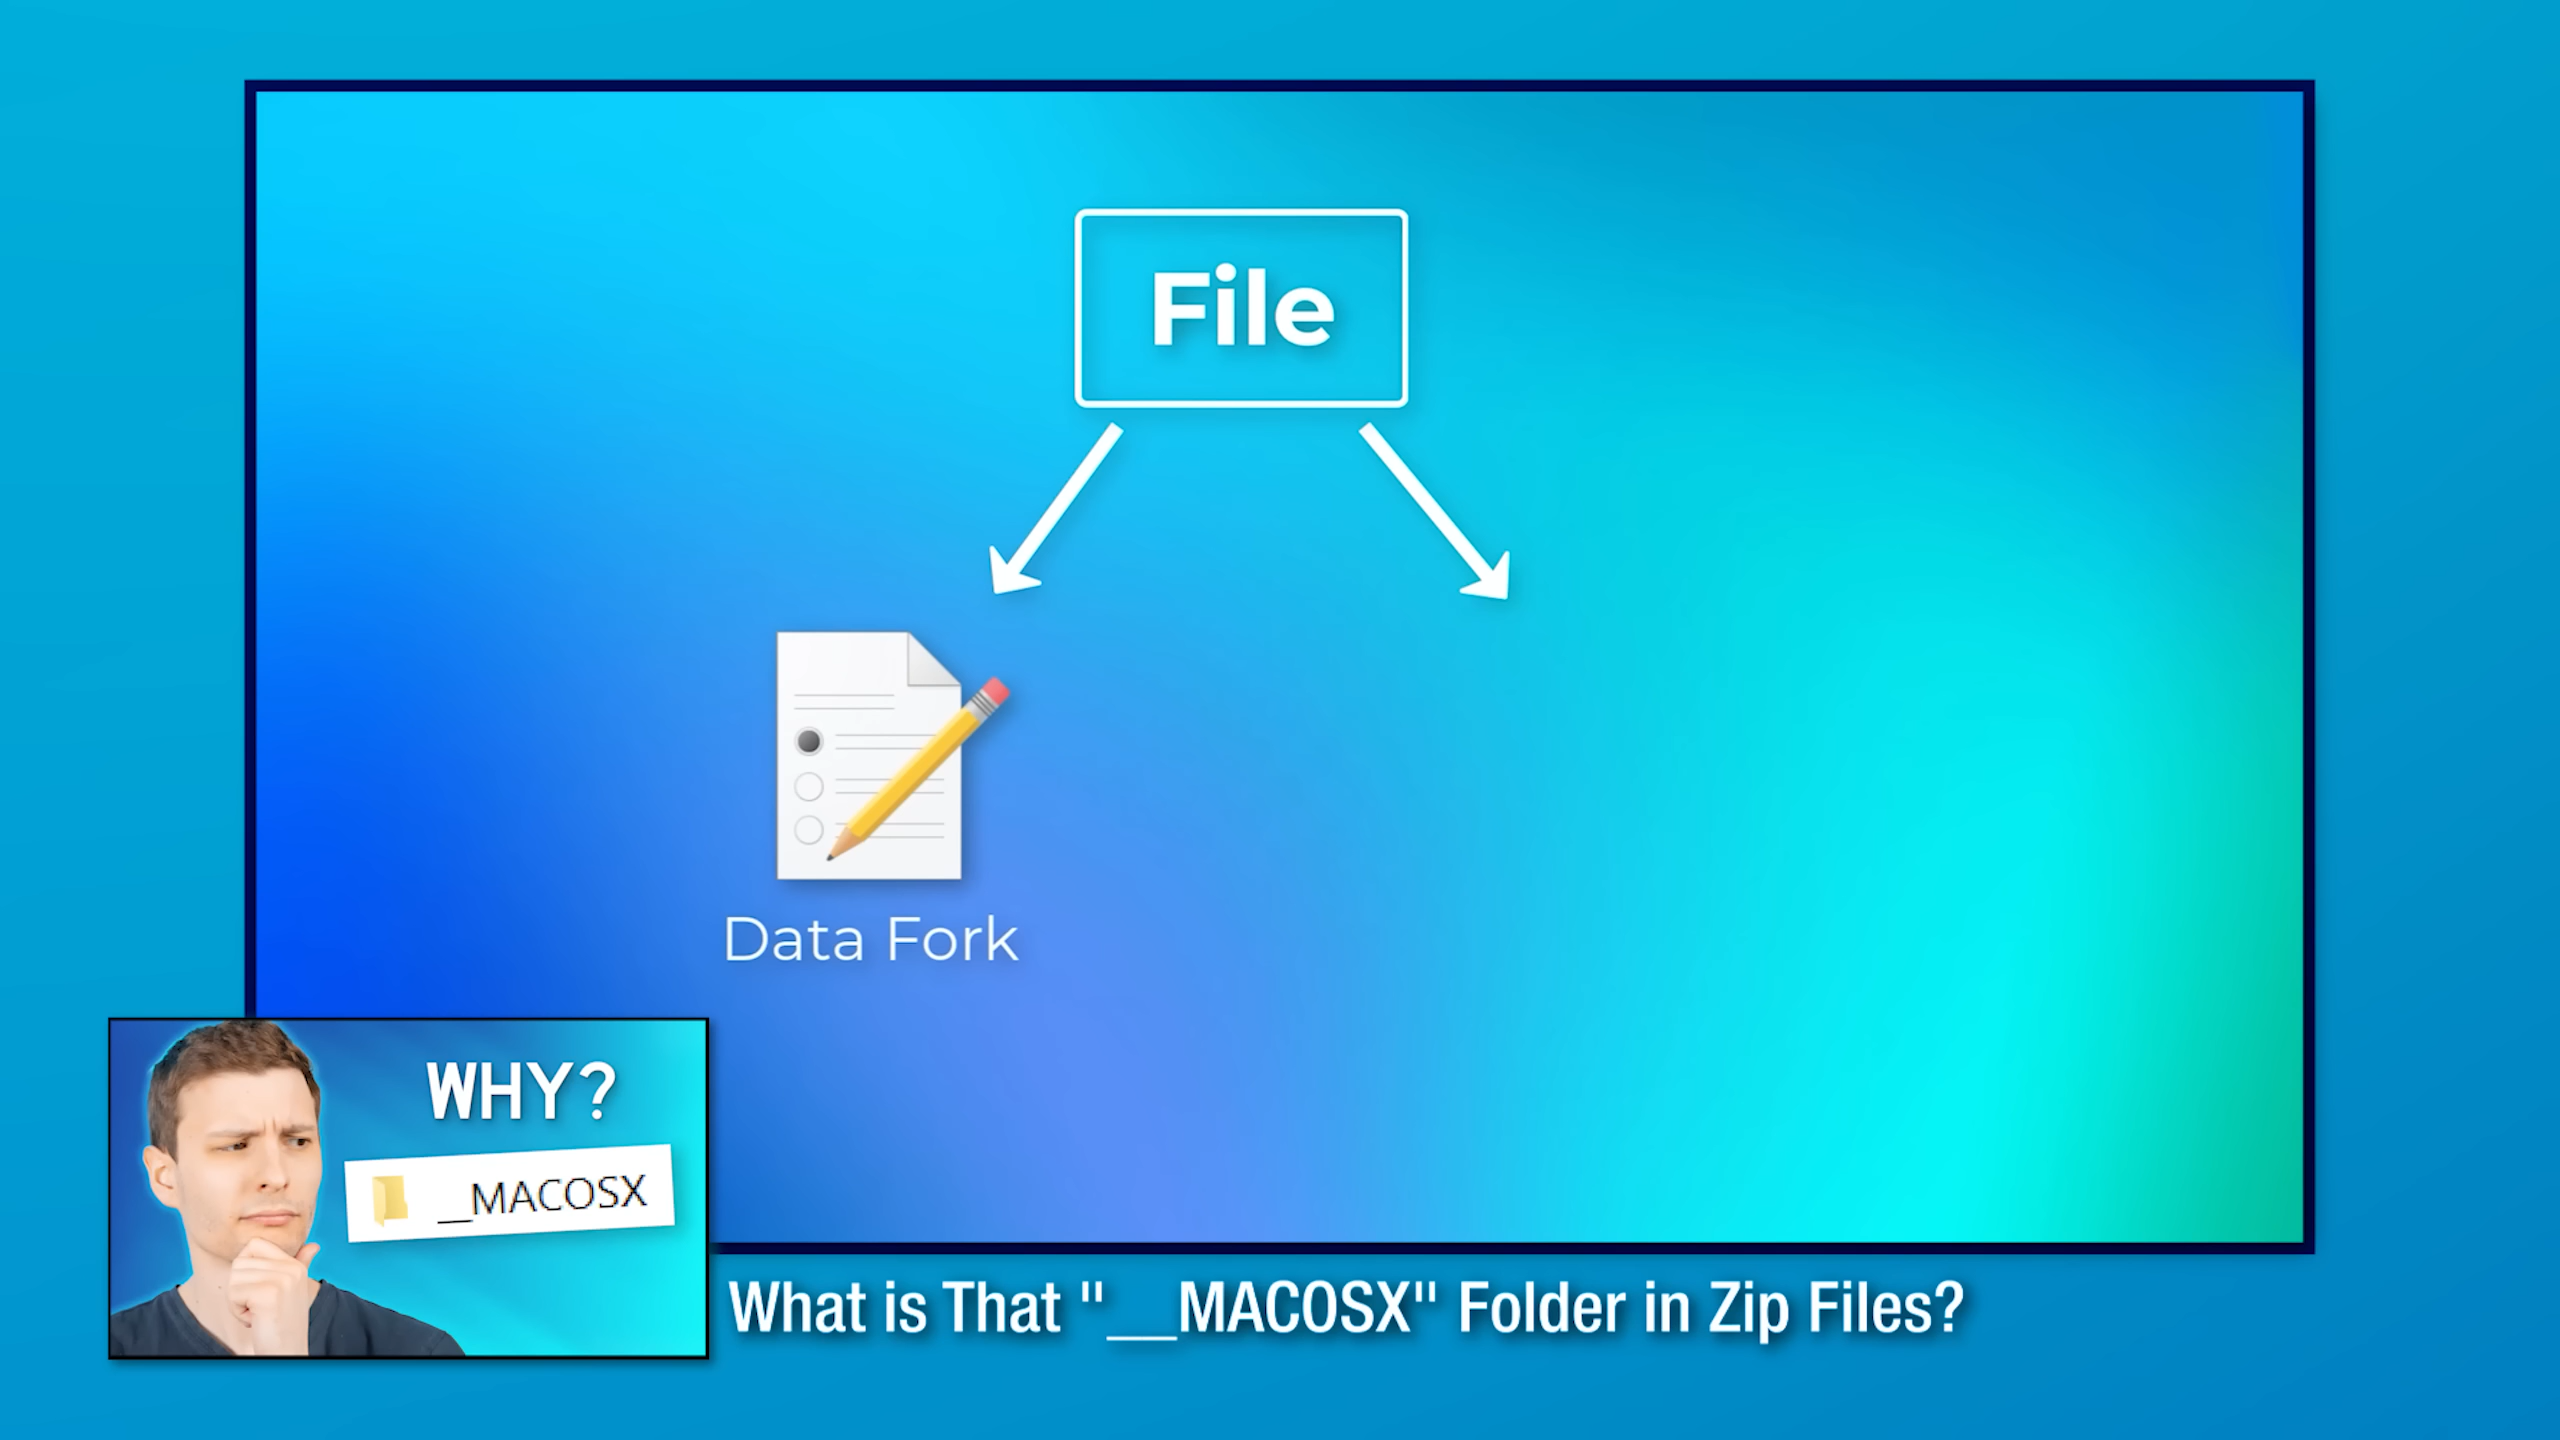 File
Data Fork
WHY?
__MACOSX
What is That "__MACOSX" Folder in Zip Files?